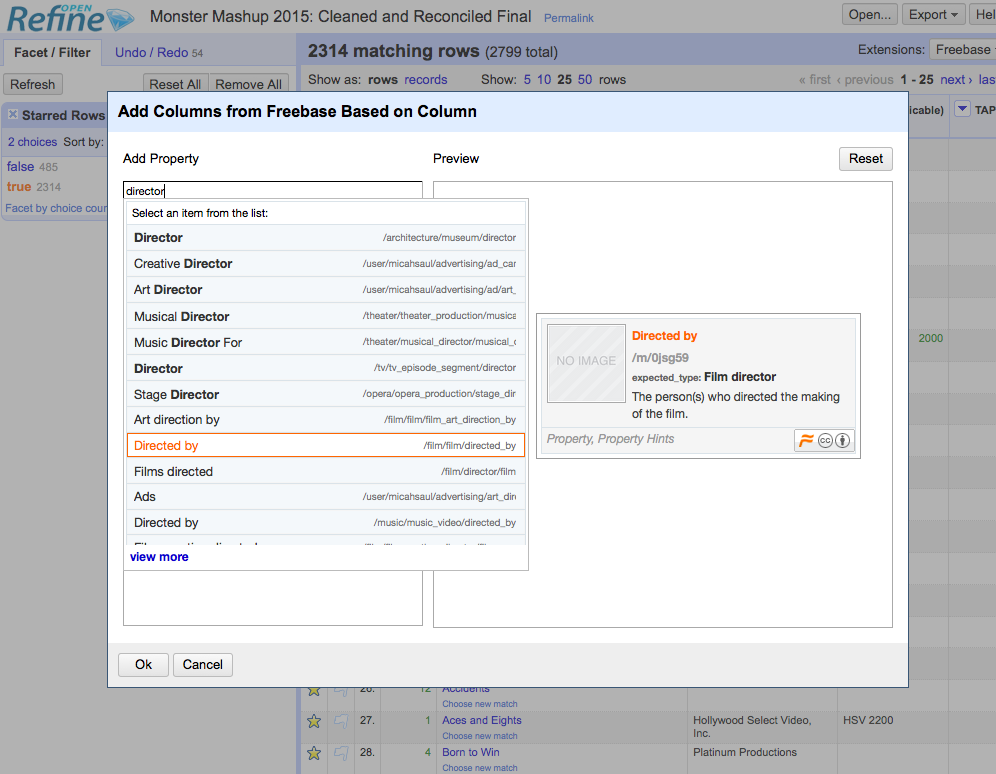 OPEN
Refine
Monster Mashup 2015: Cleaned and Reconciled Final Permalink
Open... Export Hel
Facet / Filter Undo / Redo 54
2314 matching rows (2799 total)
Extensions: Freebase
Refresh Reset All Remove All
Show as: rows records Show: 5 10 25 50 rows
« first ‹ previous 1 - 25 next › las
Starred Rows
2 choices Sort by:
false 485
true 2314
Facet by choice coun
icable) TAP
2000
Add Columns from Freebase Based on Column
Add Property Preview Reset
director
Select an item from the list:
Director /architecture/museum/director
Creative Director /user/micahsaul/advertising/ad_car
Art Director /user/micahsaul/advertising/ad/art_
Musical Director /theater/theater_production/musica
Music Director For /theater/musical_director/musical_c
Director /tv/tv_episode_segment/director
Stage Director /opera/opera_production/stage_dir
Art direction by /film/film/film_art_direction_by
Directed by /film/film/directed_by
Films directed /film/director/film
Ads /user/micahsaul/advertising/art_dir
Directed by /music/music_video/directed_by
view more
NO IMAGE
Directed by
/m/0jsg59
expected_type: Film director
The person(s) who directed the making
of the film.
Property, Property Hints
cc
Ok Cancel
26. 12 Accidents
Choose new match
27. 1 Aces and Eights Hollywood Select Video, HSV 2200
Inc.
Choose new match
28. 4 Born to Win Platinum Productions
Choose new match